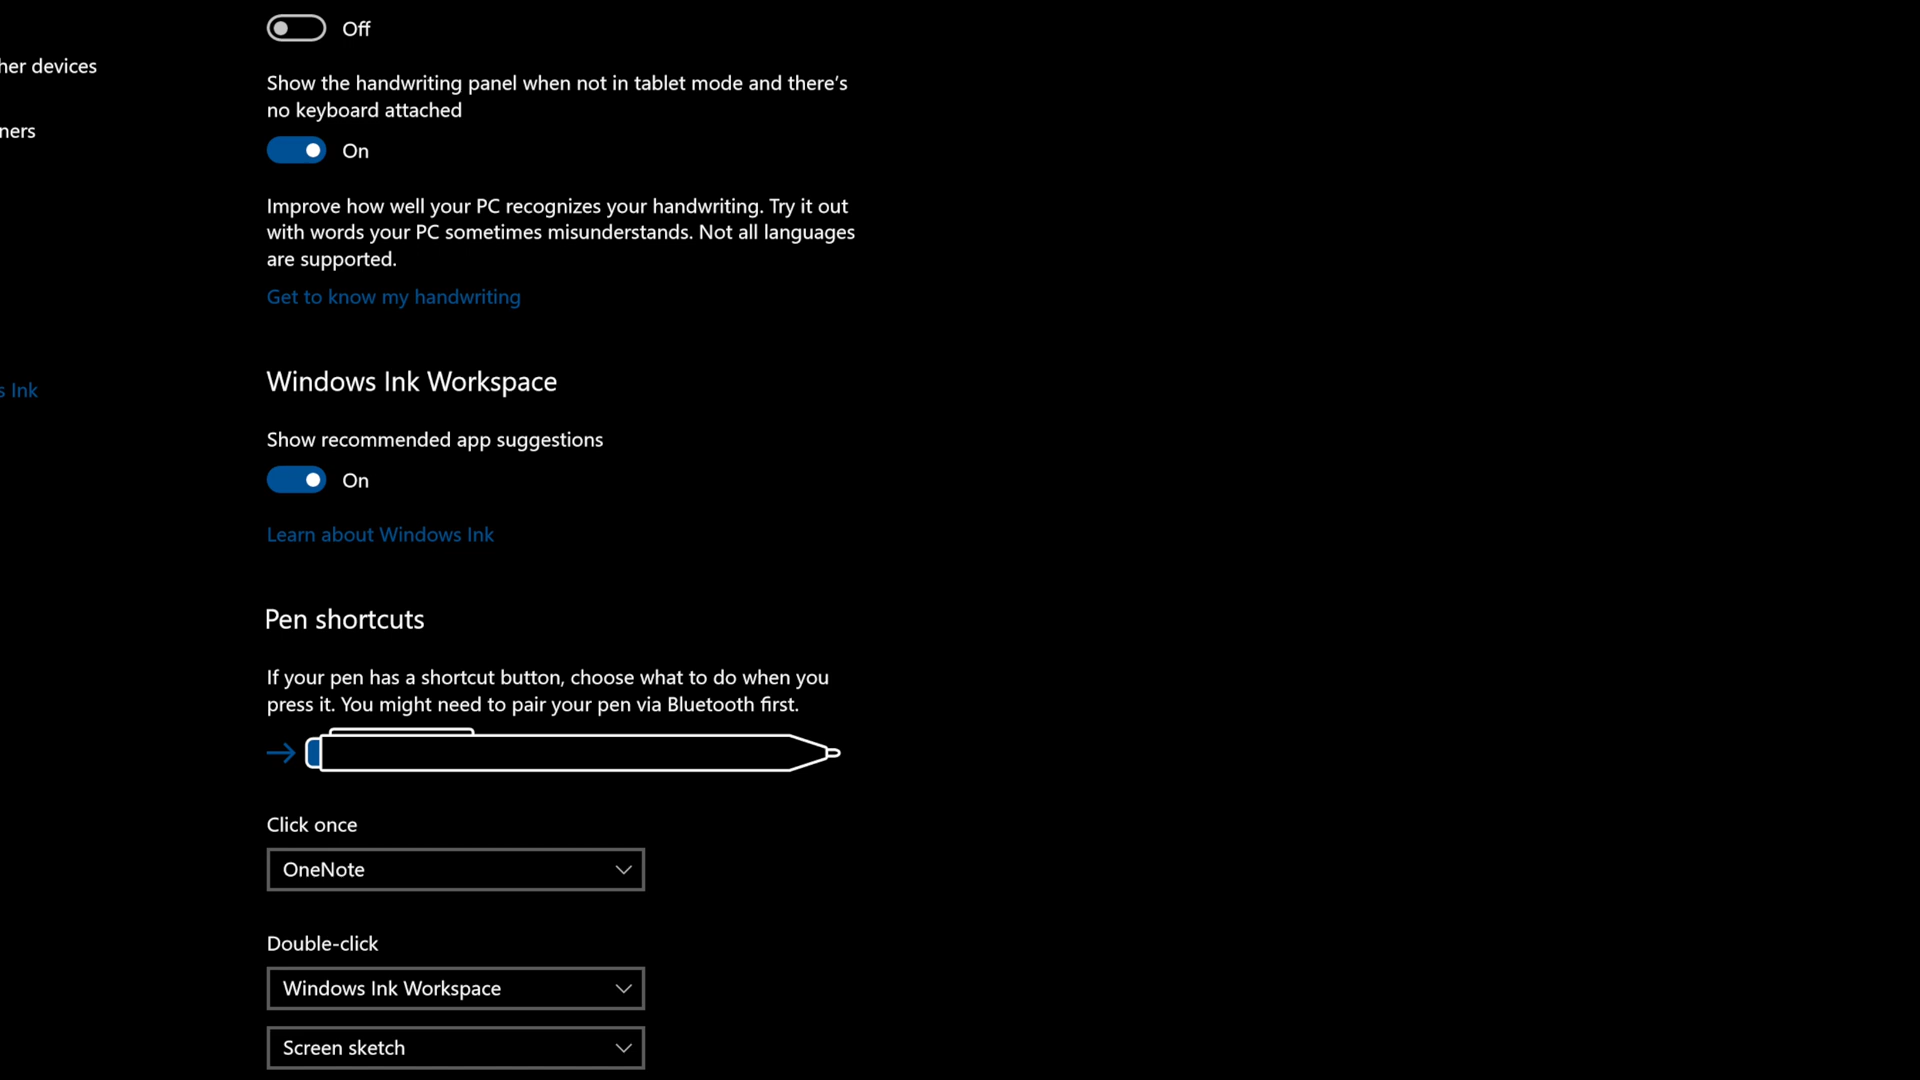 Off
her devices
Show the handwriting panel when not in tablet mode and there's
no keyboard attached
ners
On
Improve how well your PC recognizes your handwriting. Try it out
with words your PC sometimes misunderstands. Not all languages
are supported.
Get to know my handwriting
Windows Ink Workspace
s Ink
Show recommended app suggestions
On
Learn about Windows Ink
Pen shortcuts
If your pen has a shortcut button, choose what to do when you
press it. You might need to pair your pen via Bluetooth first.
Click once
OneNote
Double-click
Windows Ink Workspace
Screen sketch